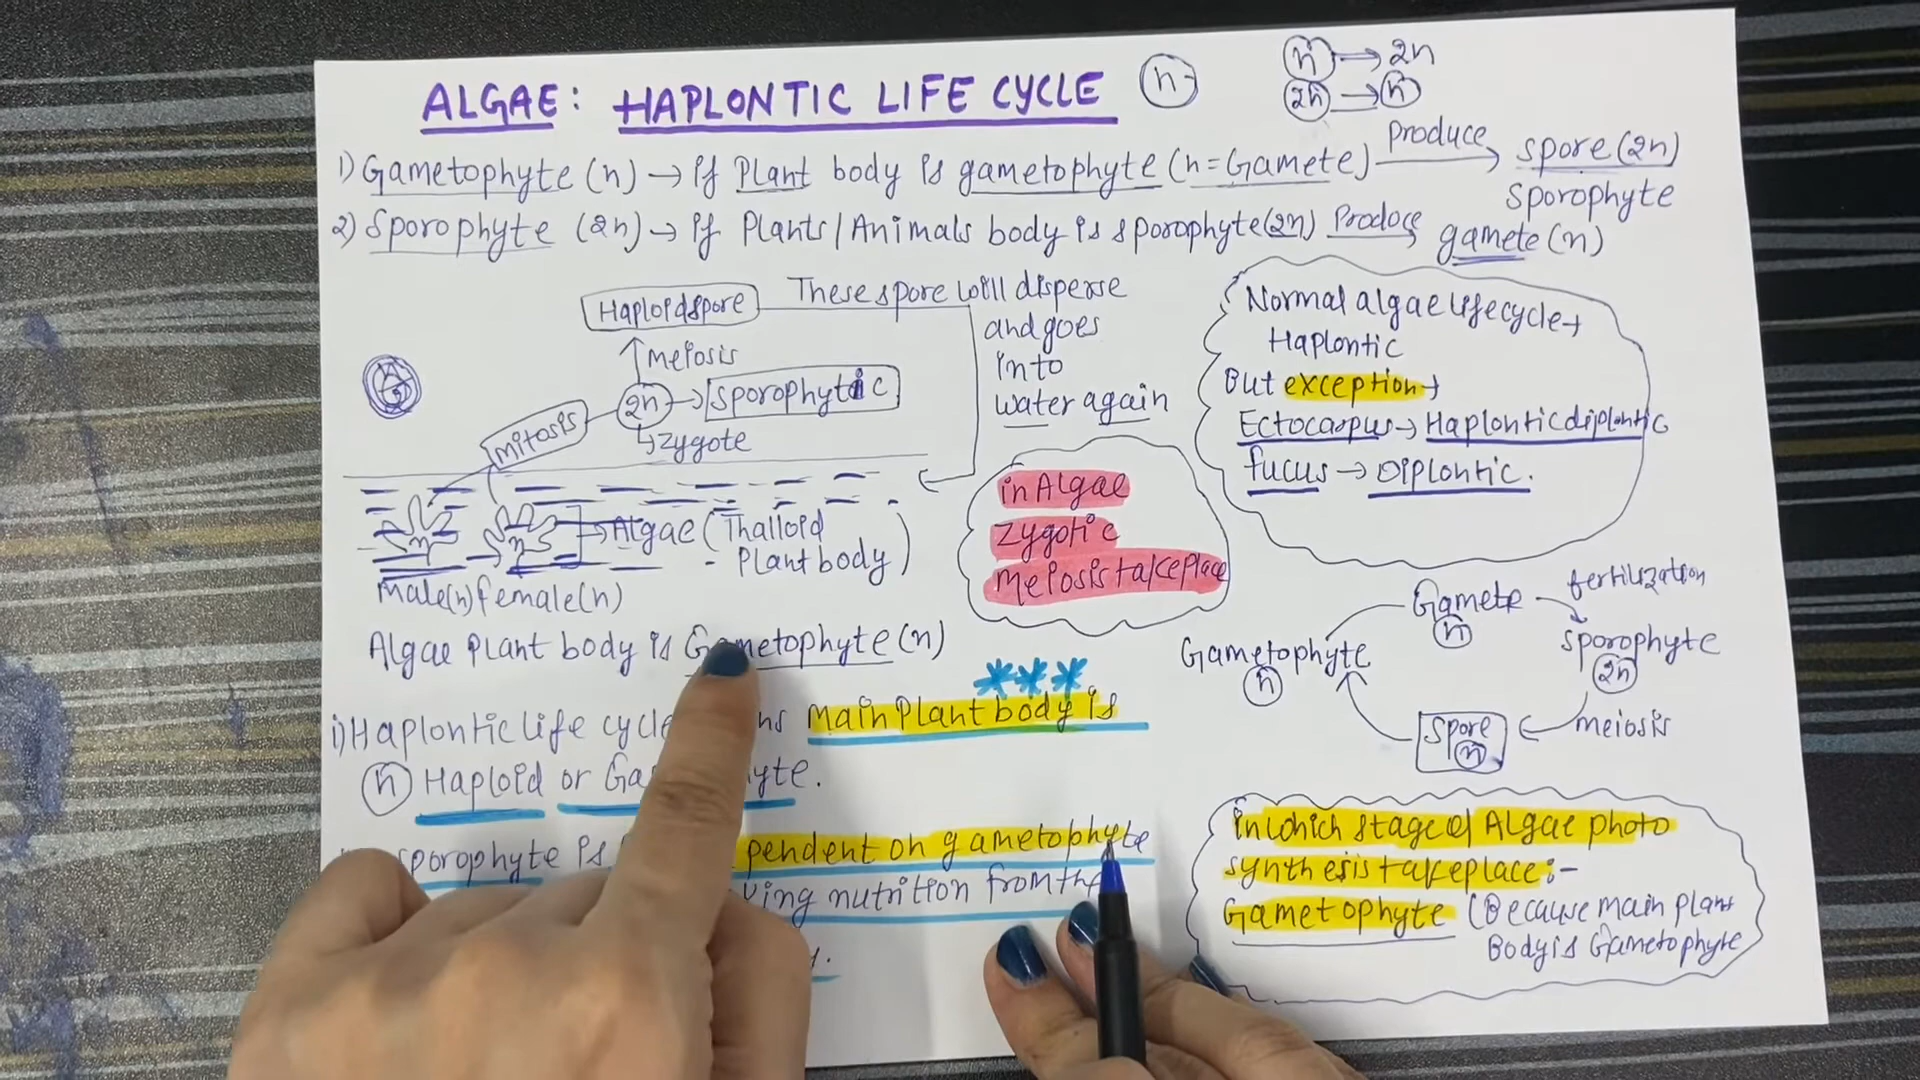 ALGAE: HAPLONTIC LIFE CYCLE (n)
n → 2n
2n → n
1) Gametophyte (n) → if Plant body is gametophyte (n = Gamete) Produce → spore (2n)
Sporophyte
2) Sporophyte (2n) → if Plants/Animals body is sporophyte (2n) Produce gamete (n)
Haploid spore
These spore will disperse
and goes
into
water again
↑ meiosis
2n → sporophytic
↳ zygote
mitosis
n n → Algae (Thalloid
- Plant body)
male(n) female(n)
Algae Plant body is Gametophyte (n)
in Algae
zygotic
meiosis take place
Normal algae lifecycle →
Haplontic
But exception →
Ectocarpus → Haplontic diplontic
fucus → Diplontic.
Gamete
n
fertilization
Sporophyte
2n
meiosis
Spore
n
Gametophyte
n
i) Haplontic life cycle main Plant body is
n Haploid or
sporophyte is on gametophyte
nutrition from the
in which stage of Algae photo
synthesis take place :-
Gametophyte (Because main plant
Body is Gametophyte